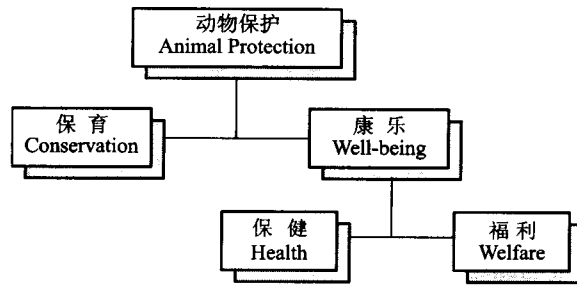 动物保护
Animal Protection
保育
Conservation
康乐
Well-being
保健
Health
福利
Welfare